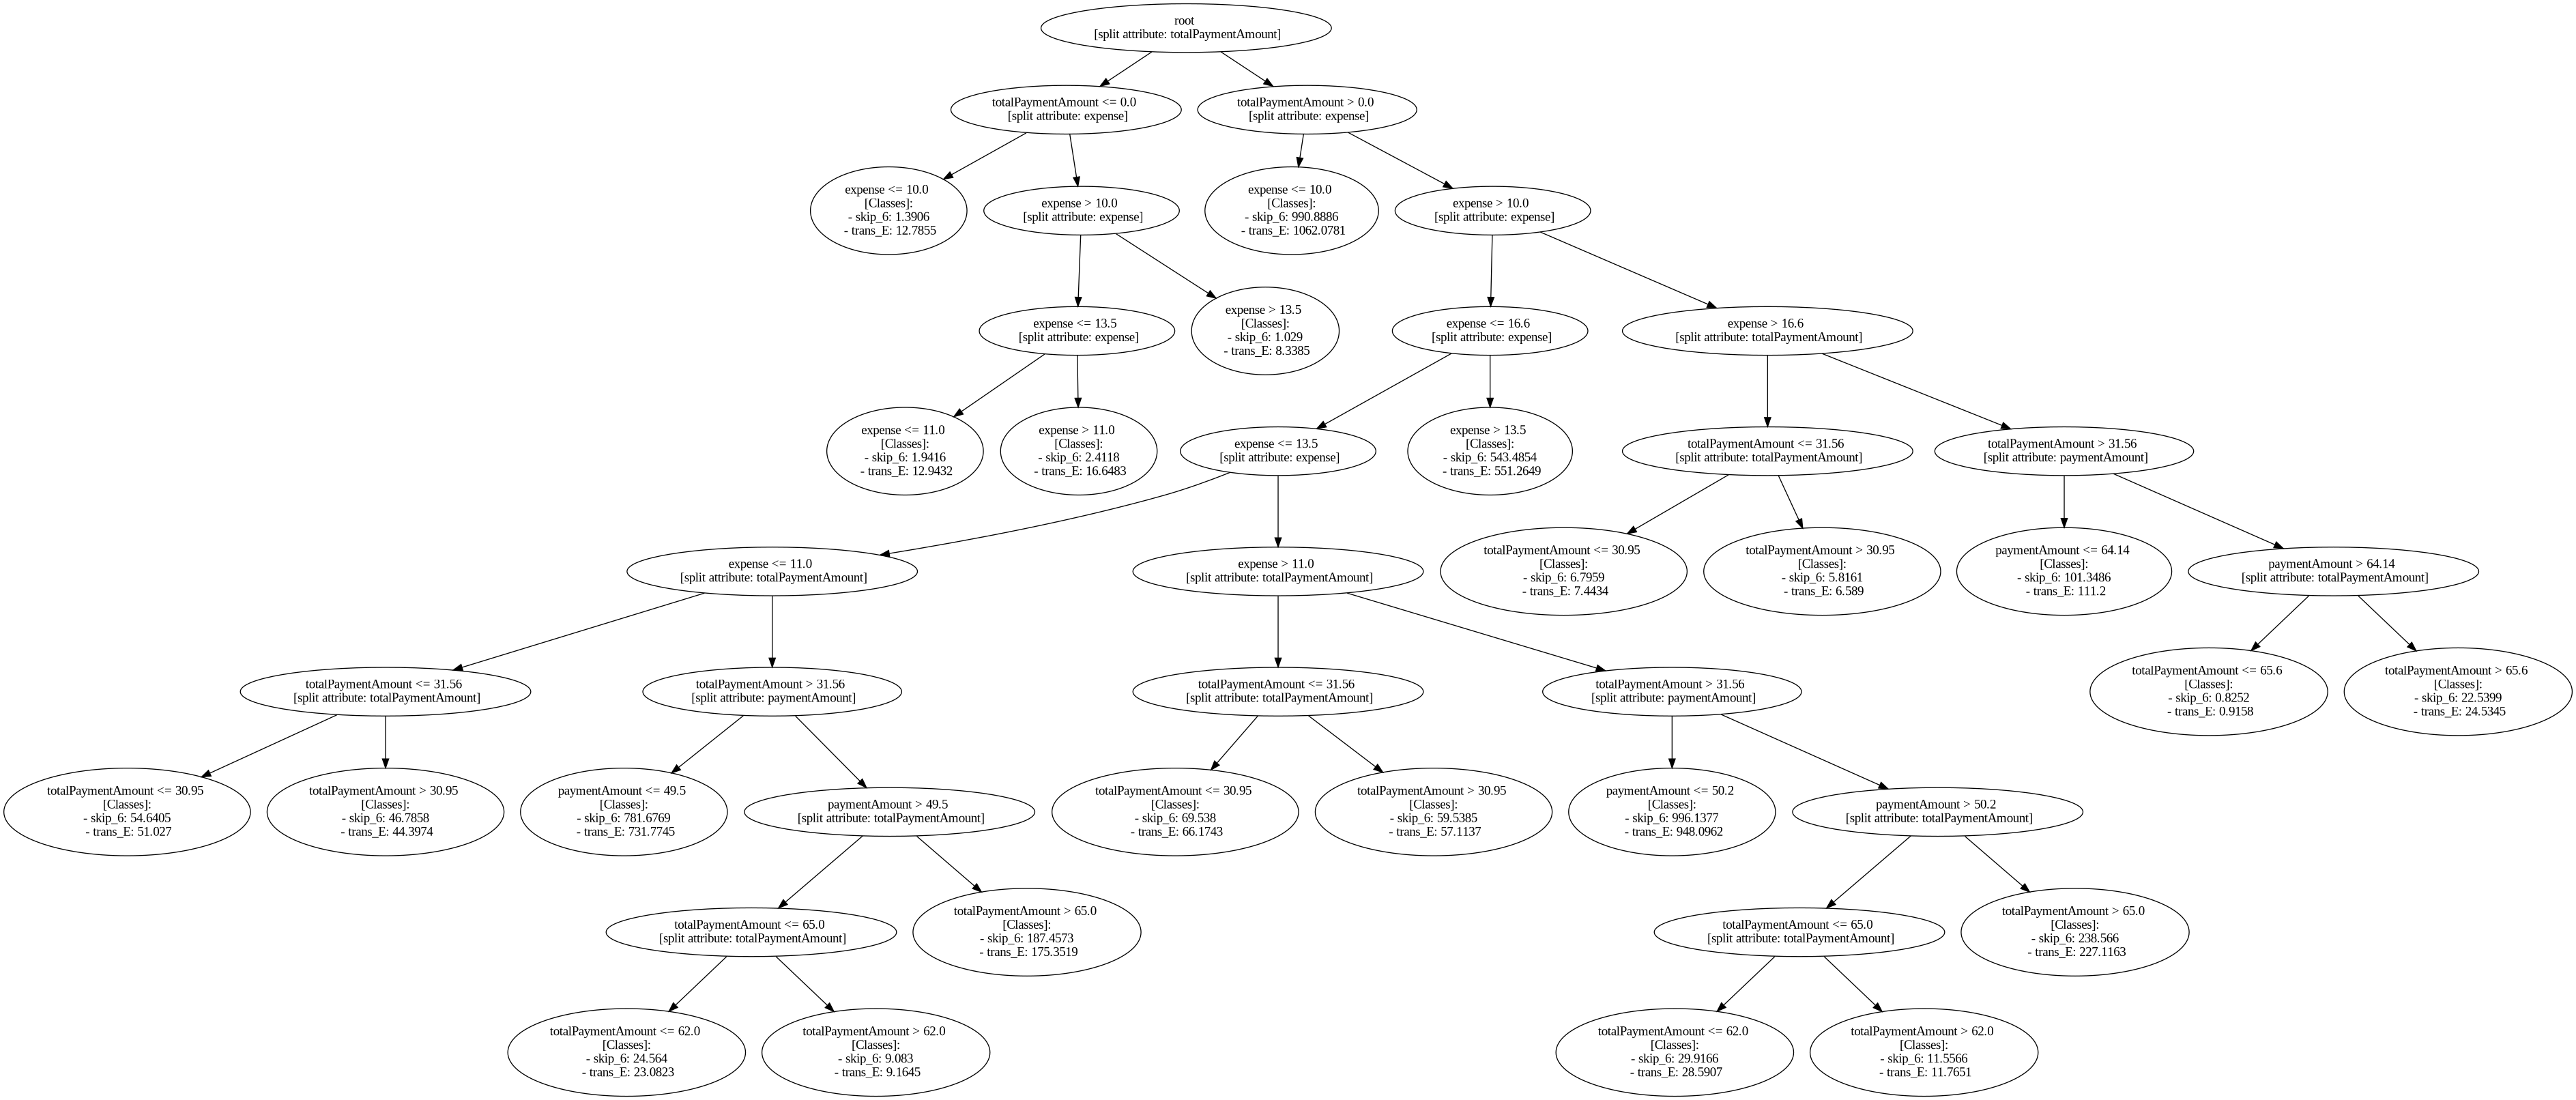 root
[split attribute: totalPaymentAmount]
totalPaymentAmount <= 0.0
[split attribute: expense]
totalPaymentAmount > 0.0
[split attribute: expense]
expense <= 10.0
[Classes]:
- skip_6: 1.3906
- trans_E: 12.7855
expense > 10.0
[split attribute: expense]
expense <= 10.0
[Classes]:
- skip_6: 990.8886
- trans_E: 1062.0781
expense > 10.0
[split attribute: expense]
expense <= 13.5
[split attribute: expense]
expense > 13.5
[Classes]:
- skip_6: 1.029
- trans_E: 8.3385
expense <= 16.6
[split attribute: expense]
expense > 16.6
[split attribute: totalPaymentAmount]
expense <= 11.0
[Classes]:
- skip_6: 1.9416
- trans_E: 12.9432
expense > 11.0
[Classes]:
- skip_6: 2.4118
- trans_E: 16.6483
expense <= 13.5
[split attribute: expense]
expense > 13.5
[Classes]:
- skip_6: 543.4854
- trans_E: 551.2649
totalPaymentAmount <= 31.56
[split attribute: totalPaymentAmount]
totalPaymentAmount > 31.56
[split attribute: paymentAmount]
expense <= 11.0
[split attribute: totalPaymentAmount]
expense > 11.0
[split attribute: totalPaymentAmount]
totalPaymentAmount <= 30.95
[Classes]:
- skip_6: 6.7959
- trans_E: 7.4434
totalPaymentAmount > 30.95
[Classes]:
- skip_6: 5.8161
- trans_E: 6.589
paymentAmount <= 64.14
[Classes]:
- skip_6: 101.3486
- trans_E: 111.2
paymentAmount > 64.14
[split attribute: totalPaymentAmount]
totalPaymentAmount <= 31.56
[split attribute: totalPaymentAmount]
totalPaymentAmount > 31.56
[split attribute: paymentAmount]
totalPaymentAmount <= 31.56
[split attribute: totalPaymentAmount]
totalPaymentAmount > 31.56
[split attribute: paymentAmount]
totalPaymentAmount <= 65.6
[Classes]:
- skip_6: 0.8252
- trans_E: 0.9158
totalPaymentAmount > 65.6
[Classes]:
- skip_6: 22.5399
- trans_E: 24.5345
totalPaymentAmount <= 30.95
[Classes]:
- skip_6: 54.6405
- trans_E: 51.027
totalPaymentAmount > 30.95
[Classes]:
- skip_6: 46.7858
- trans_E: 44.3974
paymentAmount <= 49.5
[Classes]:
- skip_6: 781.6769
- trans_E: 731.7745
paymentAmount > 49.5
[split attribute: totalPaymentAmount]
totalPaymentAmount <= 30.95
[Classes]:
- skip_6: 69.538
- trans_E: 66.1743
totalPaymentAmount > 30.95
[Classes]:
- skip_6: 59.5385
- trans_E: 57.1137
paymentAmount <= 50.2
[Classes]:
- skip_6: 996.1377
- trans_E: 948.0962
paymentAmount > 50.2
[split attribute: totalPaymentAmount]
totalPaymentAmount <= 65.0
[split attribute: totalPaymentAmount]
totalPaymentAmount > 65.0
[Classes]:
- skip_6: 187.4573
- trans_E: 175.3519
totalPaymentAmount <= 65.0
[split attribute: totalPaymentAmount]
totalPaymentAmount > 65.0
[Classes]:
- skip_6: 238.566
- trans_E: 227.1163
totalPaymentAmount <= 62.0
[Classes]:
- skip_6: 24.564
- trans_E: 23.0823
totalPaymentAmount > 62.0
[Classes]:
- skip_6: 9.083
- trans_E: 9.1645
totalPaymentAmount <= 62.0
[Classes]:
- skip_6: 29.9166
- trans_E: 28.5907
totalPaymentAmount > 62.0
[Classes]:
- skip_6: 11.5566
- trans_E: 11.7651